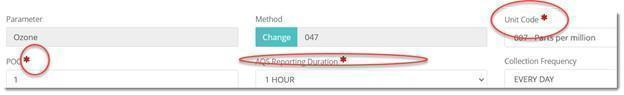 Parameter Method Unit Code *
Ozone Change 047 007 - Parts per million
POC * AQS Reporting Duration * Collection Frequency
1 1 HOUR EVERY DAY